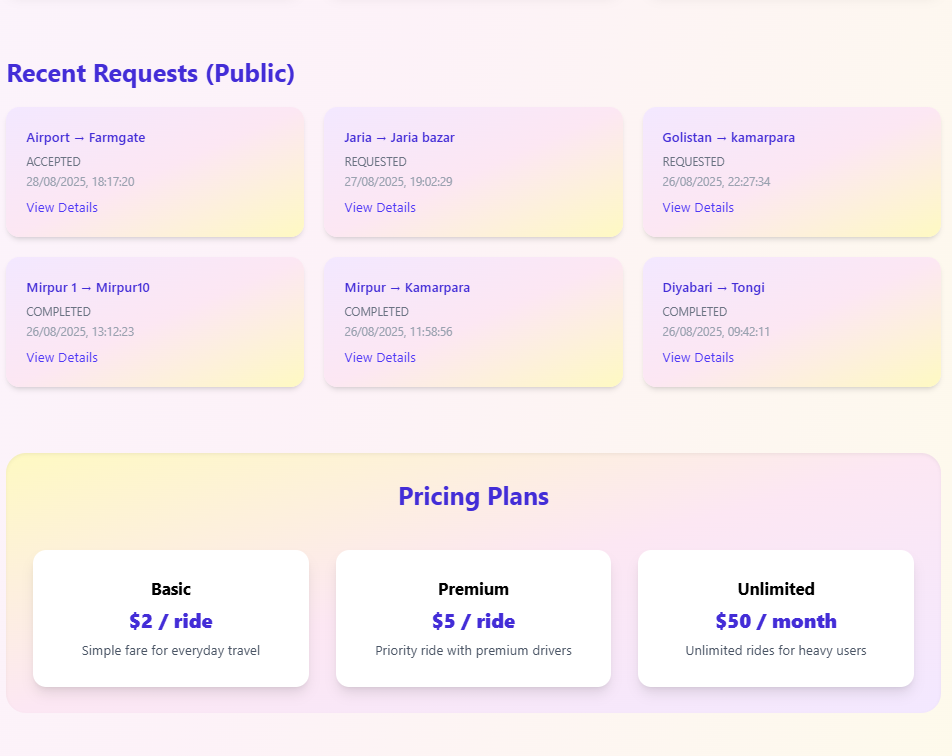 Recent Requests (Public)
Airport → Farmgate
ACCEPTED
28/08/2025, 18:17:20
View Details
Jaria → Jaria bazar
REQUESTED
27/08/2025, 19:02:29
View Details
Golistan → kamarpara
REQUESTED
26/08/2025, 22:27:34
View Details
Mirpur 1 → Mirpur10
COMPLETED
26/08/2025, 13:12:23
View Details
Mirpur → Kamarpara
COMPLETED
26/08/2025, 11:58:56
View Details
Diyabari → Tongi
COMPLETED
26/08/2025, 09:42:11
View Details
Pricing Plans
Basic
$2 / ride
Simple fare for everyday travel
Premium
$5 / ride
Priority ride with premium drivers
Unlimited
$50 / month
Unlimited rides for heavy users